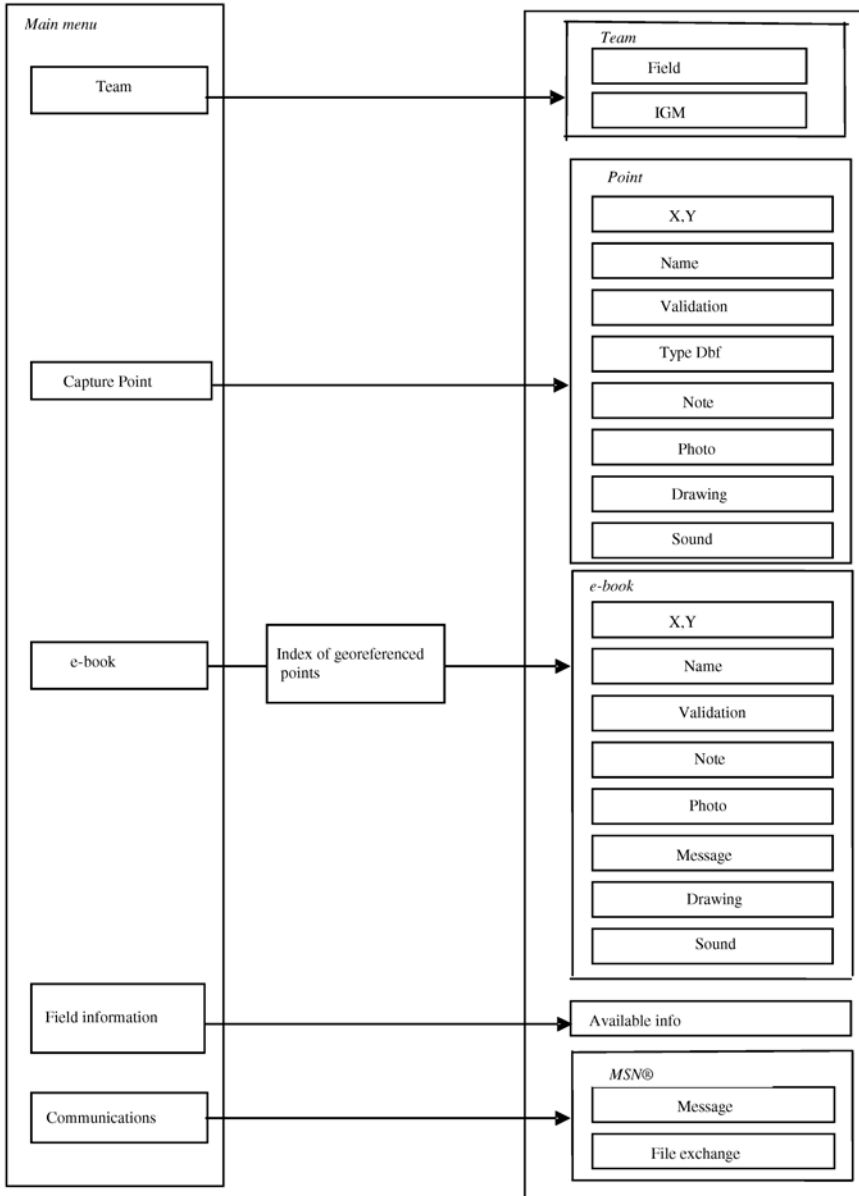 Main menu
Team
Capture Point
e-book
Field information
Communications
Index of georeferenced
points
Team
Field
IGM
Point
X,Y
Name
Validation
Type Dbf
Note
Photo
Drawing
Sound
e-book
X,Y
Name
Validation
Note
Photo
Message
Drawing
Sound
Available info
MSN®
Message
File exchange